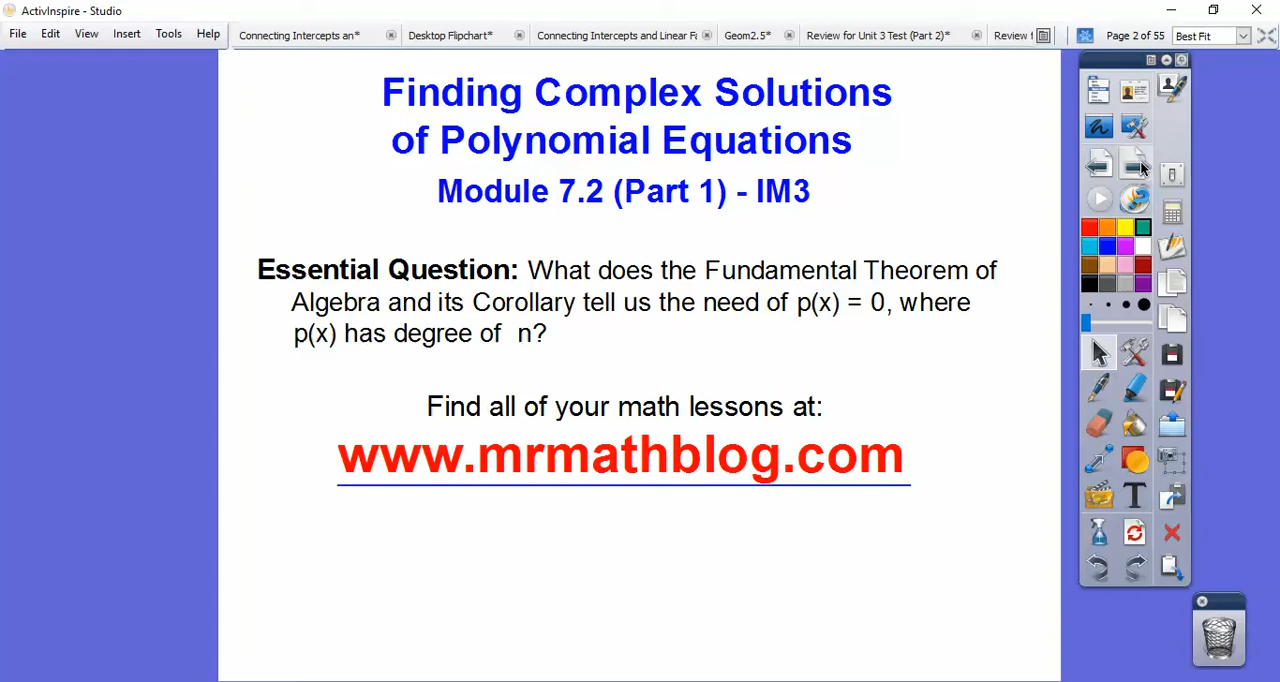 ActivInspire - Studio
File Edit View Insert Tools Help
Connecting Intercepts an* Desktop Flipchart* Connecting Intercepts and Linear Fa Geom2.5* Review for Unit 3 Test (Part 2)* Review f
Page 2 of 55 Best Fit
Finding Complex Solutions
of Polynomial Equations
Module 7.2 (Part 1) - IM3
Essential Question: What does the Fundamental Theorem of
Algebra and its Corollary tell us the need of p(x) = 0, where
p(x) has degree of n?
Find all of your math lessons at:
www.mrmathblog.com
T